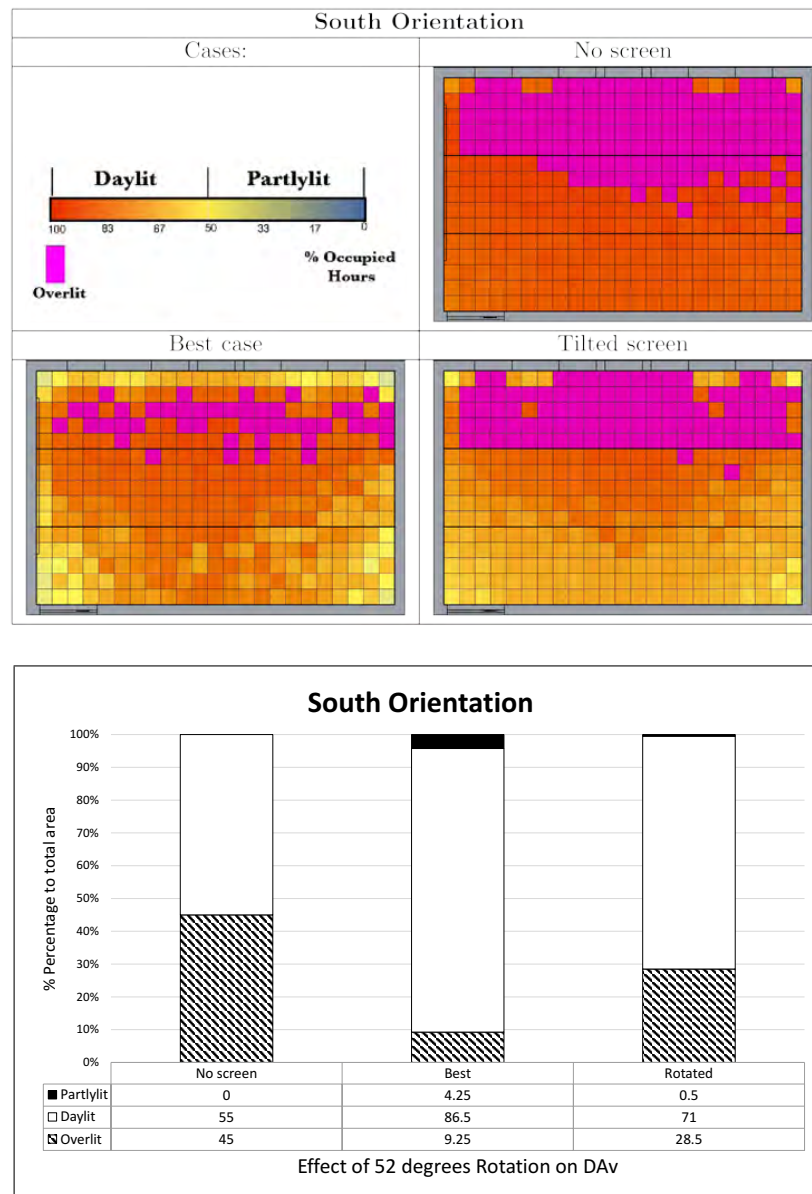 South Orientation
Cases: No screen
Daylit Partlylit
100 83 67 50 33 17 0
% Occupied
Hours
Overlit
Best case Tilted screen
South Orientation
% Percentage to total area
100%
90%
80%
70%
60%
50%
40%
30%
20%
10%
0%
No screen Best Rotated
Partlylit 0 4.25 0.5
Daylit 55 86.5 71
Overlit 45 9.25 28.5
Effect of 52 degrees Rotation on DAv